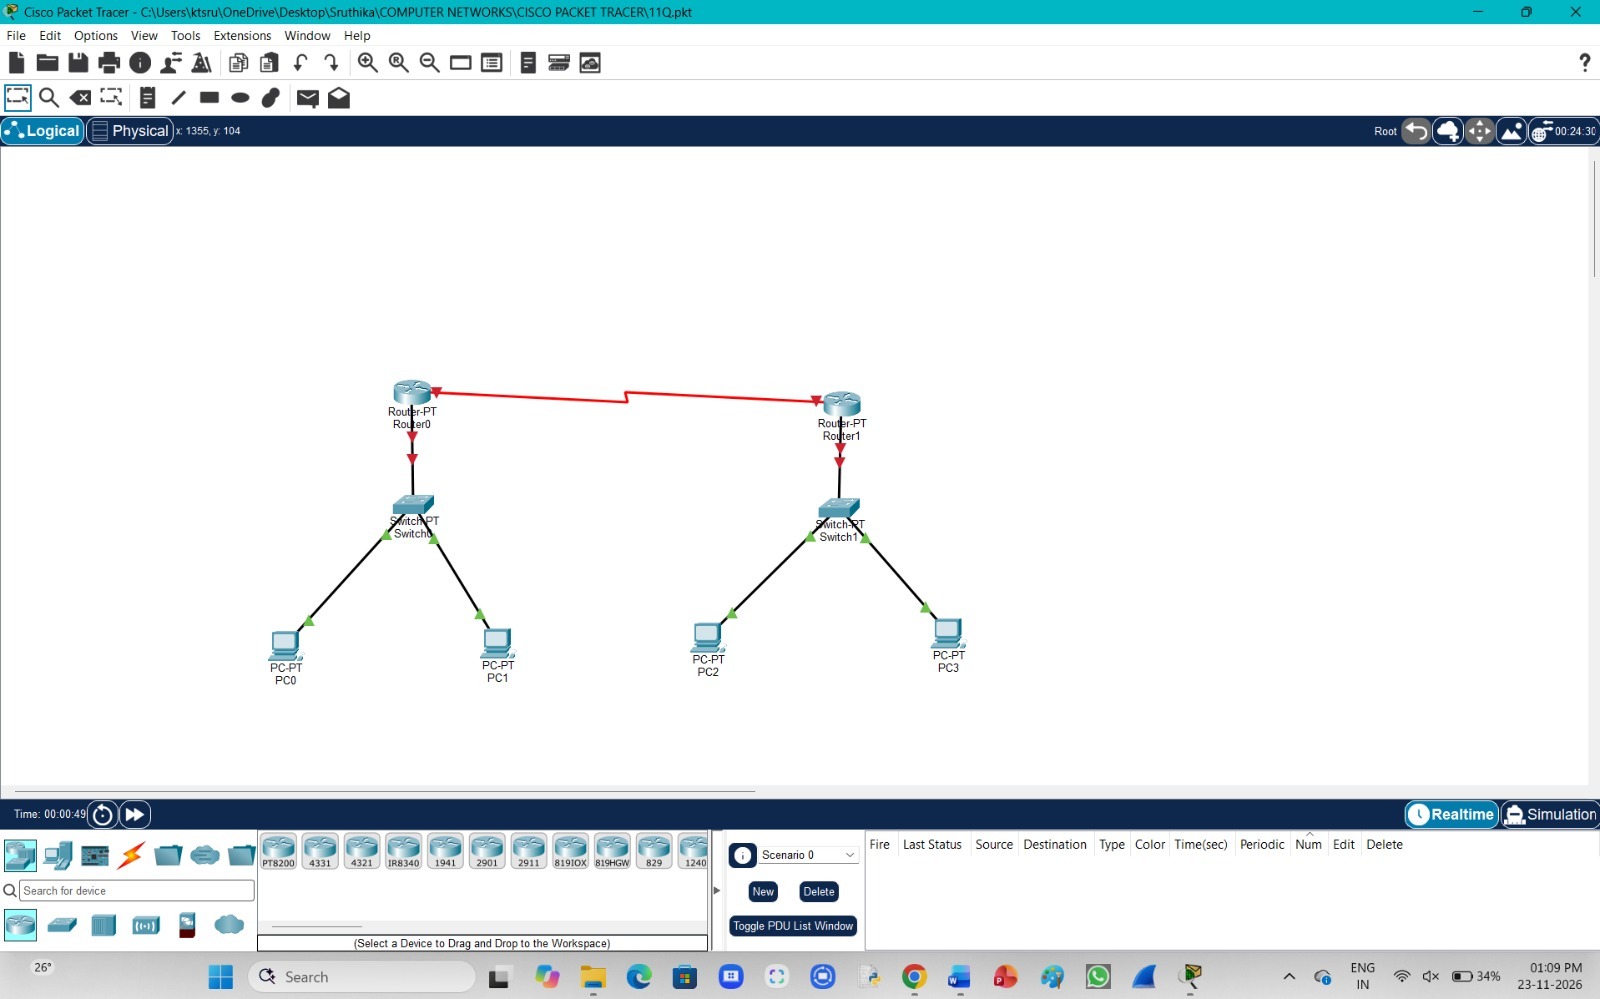 Cisco Packet Tracer - C:\Users\ktsru\OneDrive\Desktop\Sruthika\COMPUTER NETWORKS\CISCO PACKET TRACER\11Q.pkt
File Edit Options View Tools Extensions Window Help
Logical Physical x: 1355, y: 104 Root 00:24:30
Router-PT
Router0
Router-PT
Router1
Switch-PT
Switch0
Switch-PT
Switch1
PC-PT
PC0
PC-PT
PC1
PC-PT
PC2
PC-PT
PC3
Time: 00:00:49 Realtime Simulation
PT8200 4331 4321 IR8340 1941 2901 2911 819IOX 819HGW 829 1240
Search for device
(Select a Device to Drag and Drop to the Workspace)
Scenario 0
New Delete
Toggle PDU List Window
Fire Last Status Source Destination Type Color Time(sec) Periodic Num Edit Delete
26°
Search
ENG
IN
34%
01:09 PM
23-11-2026